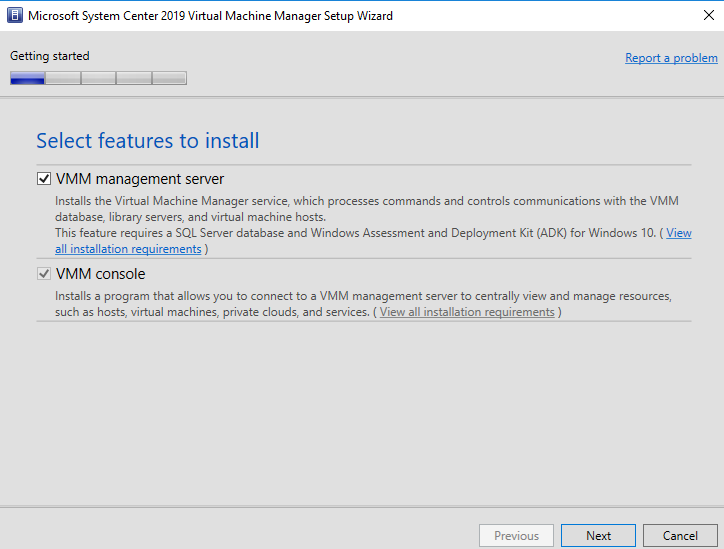 Microsoft System Center 2019 Virtual Machine Manager Setup Wizard
Getting started
Report a problem
Select features to install
VMM management server
Installs the Virtual Machine Manager service, which processes commands and controls communications with the VMM
database, library servers, and virtual machine hosts.
This feature requires a SQL Server database and Windows Assessment and Deployment Kit (ADK) for Windows 10. ( View
all installation requirements )
VMM console
Installs a program that allows you to connect to a VMM management server to centrally view and manage resources,
such as hosts, virtual machines, private clouds, and services. ( View all installation requirements )
Previous
Next
Cancel